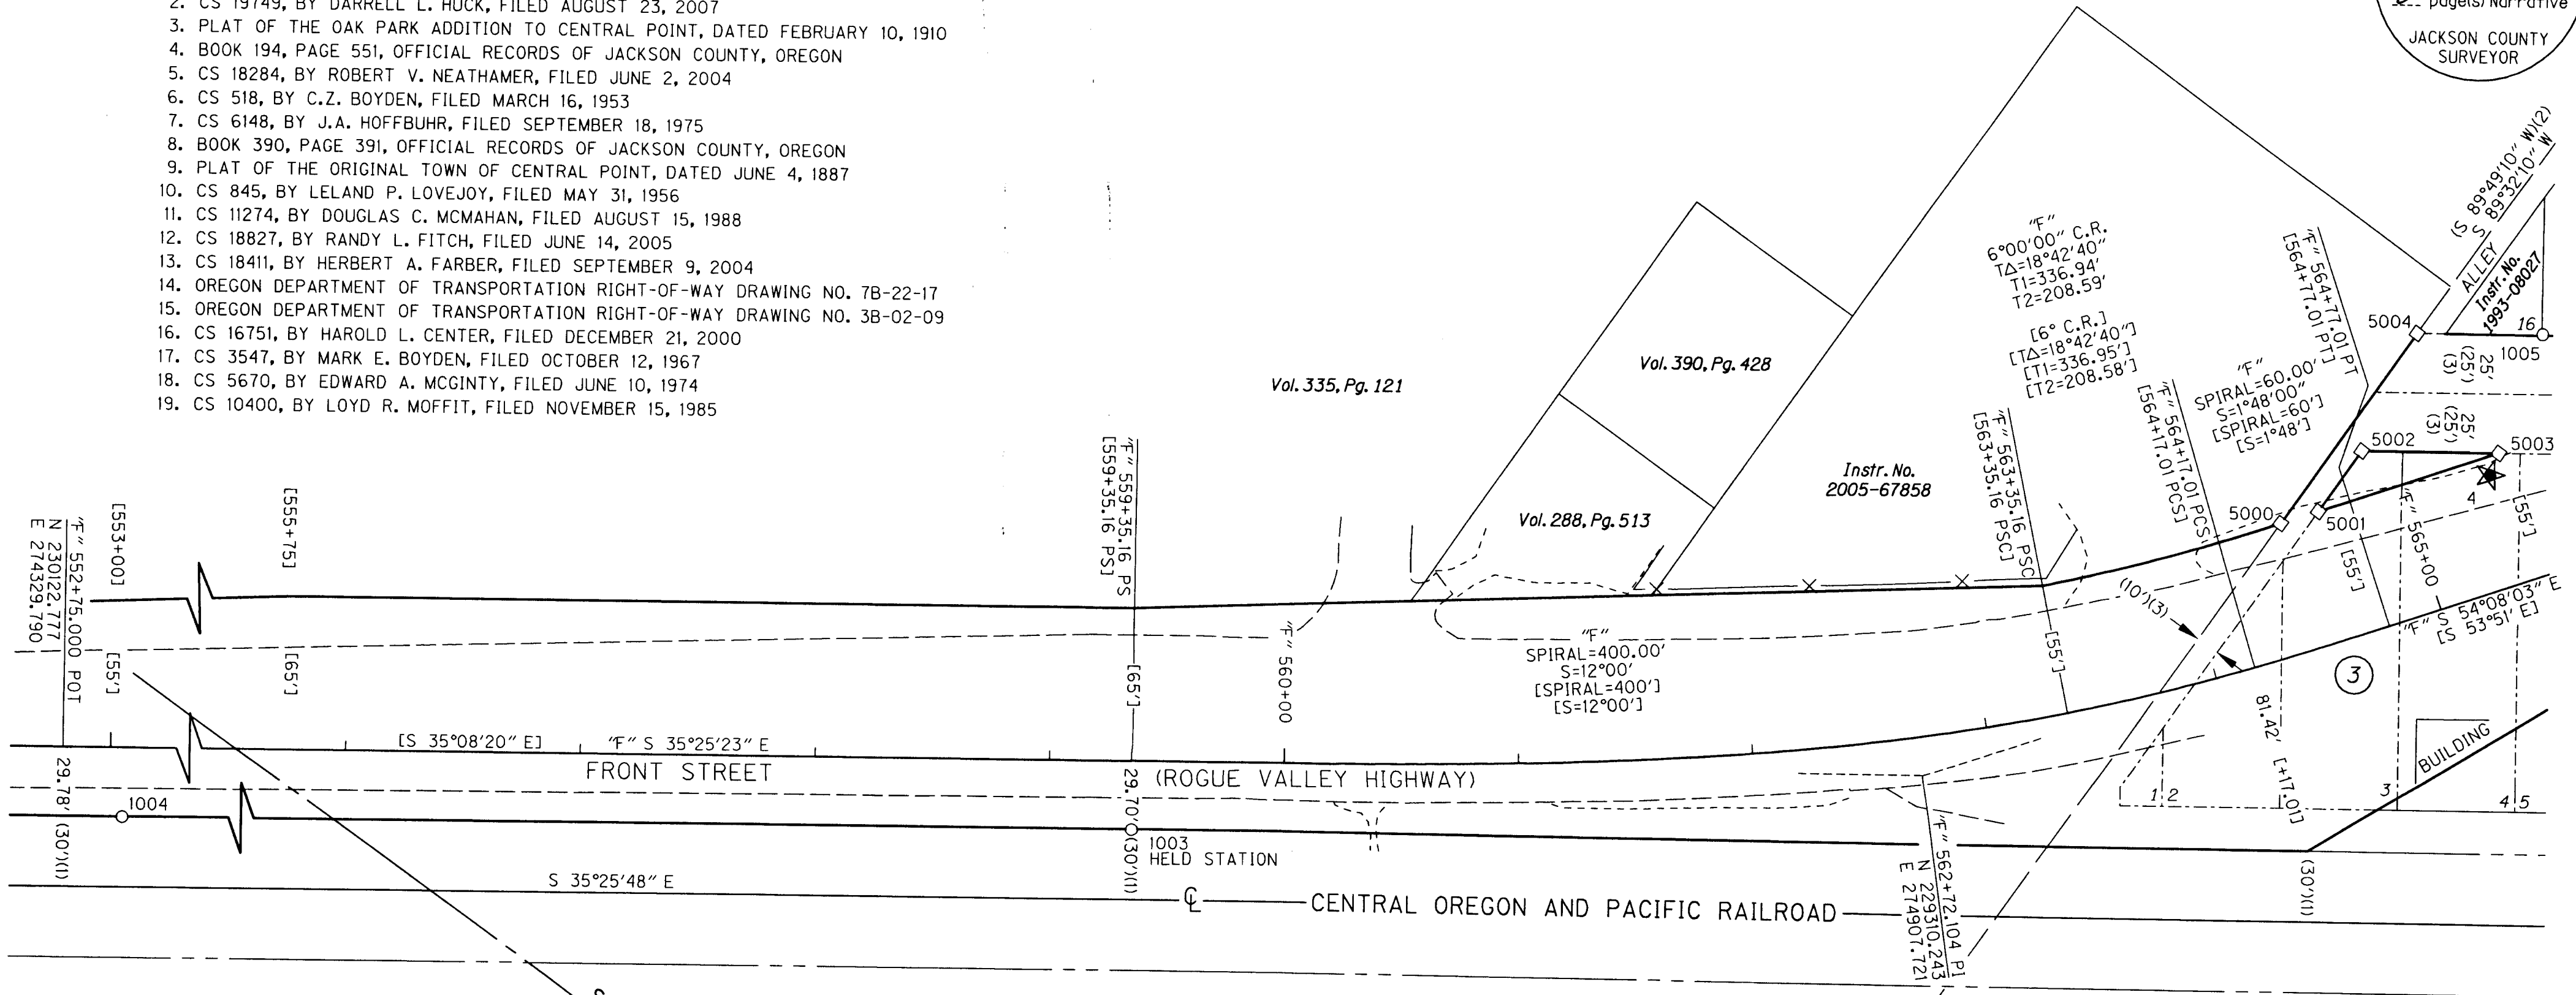 2. CS 19749, BY DARRELL L. HUCK, FILED AUGUST 23, 2007
3. PLAT OF THE OAK PARK ADDITION TO CENTRAL POINT, DATED FEBRUARY 10, 1910
4. BOOK 194, PAGE 551, OFFICIAL RECORDS OF JACKSON COUNTY, OREGON
5. CS 18284, BY ROBERT V. NEATHAMER, FILED JUNE 2, 2004
6. CS 518, BY C.Z. BOYDEN, FILED MARCH 16, 1953
7. CS 6148, BY J.A. HOFFBUHR, FILED SEPTEMBER 18, 1975
8. BOOK 390, PAGE 391, OFFICIAL RECORDS OF JACKSON COUNTY, OREGON
9. PLAT OF THE ORIGINAL TOWN OF CENTRAL POINT, DATED JUNE 4, 1887
10. CS 845, BY LELAND P. LOVEJOY, FILED MAY 31, 1956
11. CS 11274, BY DOUGLAS C. MCMAHAN, FILED AUGUST 15, 1988
12. CS 18827, BY RANDY L. FITCH, FILED JUNE 14, 2005
13. CS 18411, BY HERBERT A. FARBER, FILED SEPTEMBER 9, 2004
14. OREGON DEPARTMENT OF TRANSPORTATION RIGHT-OF-WAY DRAWING NO. 7B-22-17
15. OREGON DEPARTMENT OF TRANSPORTATION RIGHT-OF-WAY DRAWING NO. 3B-02-09
16. CS 16751, BY HAROLD L. CENTER, FILED DECEMBER 21, 2000
17. CS 3547, BY MARK E. BOYDEN, FILED OCTOBER 12, 1967
18. CS 5670, BY EDWARD A. MCGINTY, FILED JUNE 10, 1974
19. CS 10400, BY LOYD R. MOFFIT, FILED NOVEMBER 15, 1985
page(s) Narrative
JACKSON COUNTY
SURVEYOR
(S 89°49'10" W)(2)
S 89°32'10" W
ALLEY
Instr. No.
1993-08027
16
1005
5004
25'
(25')
(3)
25'
(25')
(3)
"F"
6°00'00" C.R.
TΔ=18°42'40"
T1=336.94'
T2=208.59'
[6° C.R.]
[TΔ=18°42'40"]
[T1=336.95']
[T2=208.58']
"F" 564+77.01 PT
[564+77.01 PT]
"F"
SPIRAL=60.00'
S=1°48'00"
[SPIRAL=60']
[S=1°48']
"F" 564+17.01 PCS
[564+17.01 PCS]
"F" 563+35.16 PSC
[563+35.16 PSC]
Vol. 335, Pg. 121
Vol. 390, Pg. 428
Vol. 288, Pg. 513
Instr. No.
2005-67858
5002
5003
5000
5001
4
[55']
[55']
"F" 565+00
"F" S 54°08'03" E
[S 53°51' E]
"F" 552+75.000 POT
N 230122.777
E 274329.790
[553+00]
[555+75]
"F" 559+35.16 PS
[559+35.16 PS]
[55']
[65']
[65']
"F" 560+00
"F"
SPIRAL=400.00'
S=12°00'
[SPIRAL=400']
[S=12°00']
[55']
(10')(3)
3
81.42' [+17.01]
BUILDING
1 2
3
4 5
[S 35°08'20" E]
"F" S 35°25'23" E
FRONT STREET
(ROGUE VALLEY HIGHWAY)
29.78' (30')(1)
1004
29.70' (30')(1)
1003
HELD STATION
"F" 562+72.104 PI
N 229310.243
E 274907.721
(30')(1)
S 35°25'48" E
CENTRAL OREGON AND PACIFIC RAILROAD